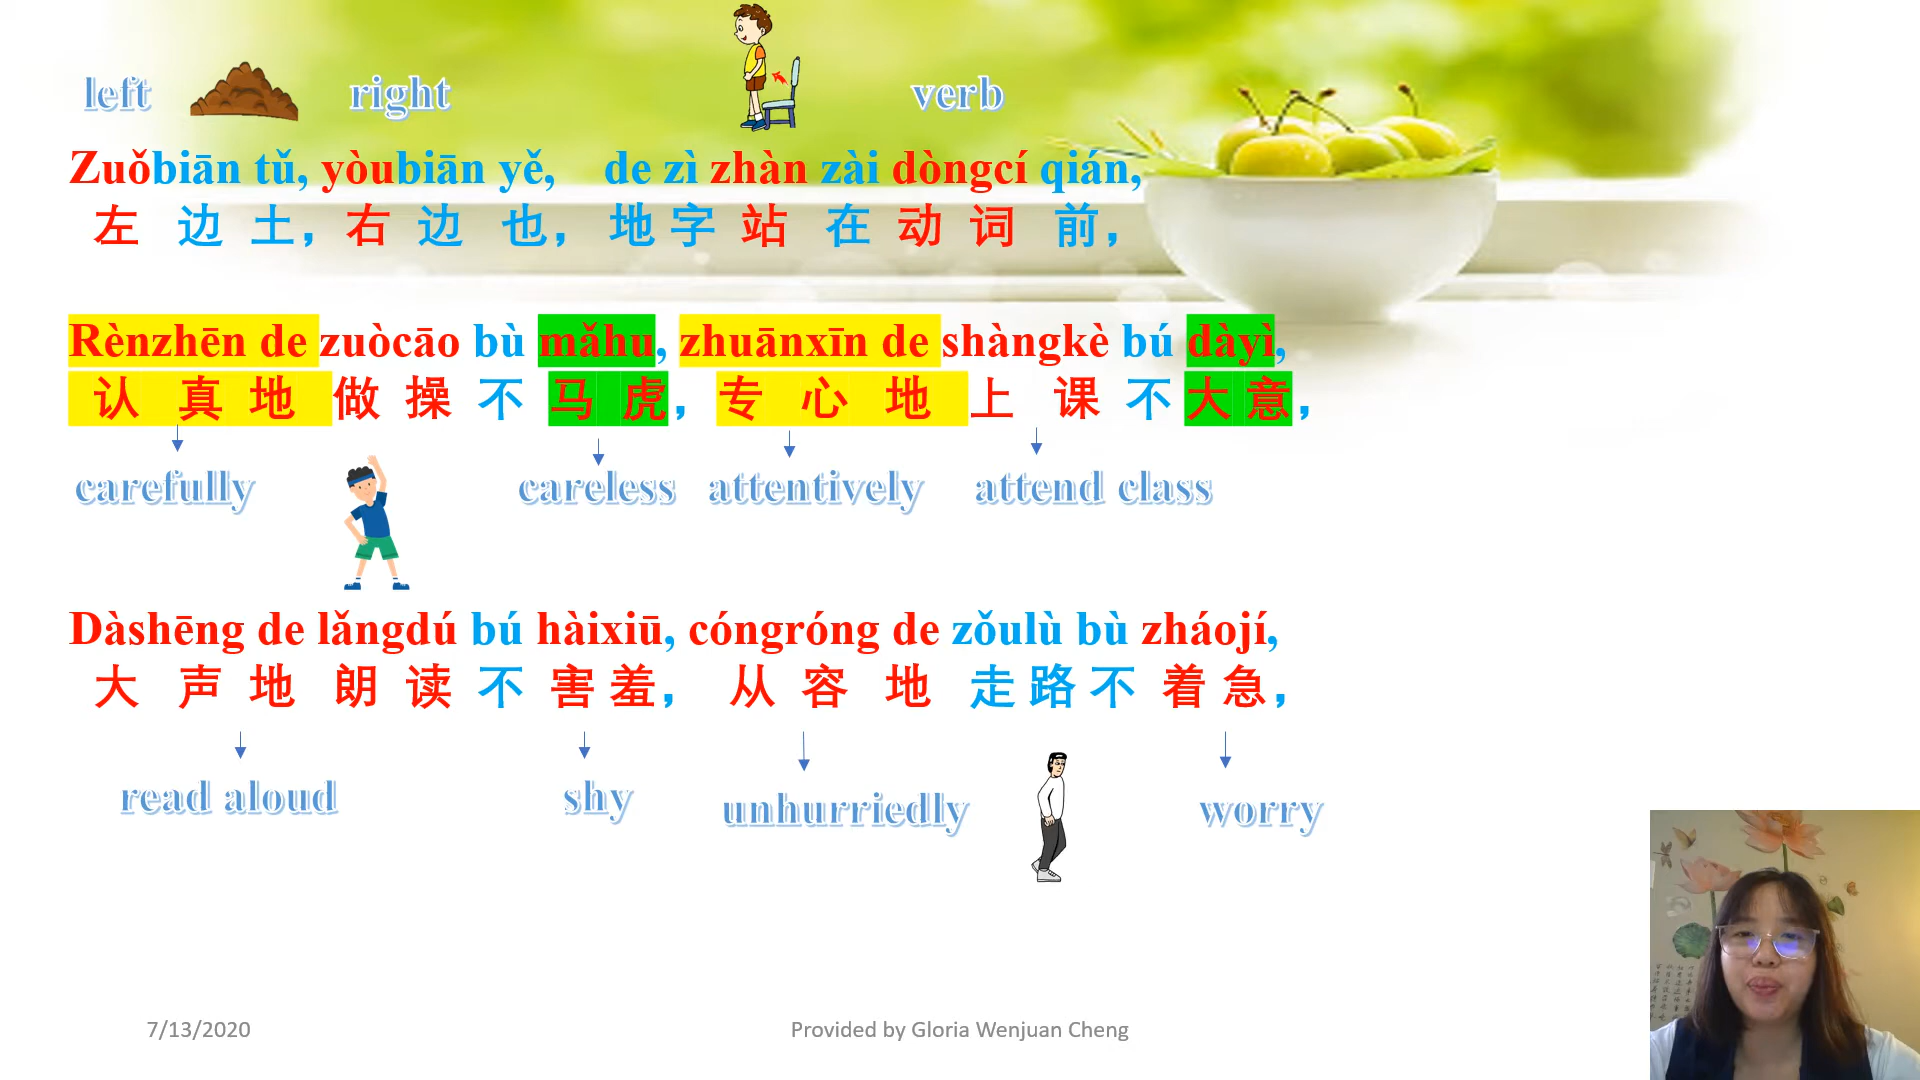 left right verb
Zuǒbiān tǔ, yòubiān yě, de zì zhàn zài dòngcí qián,
左 边 土，右 边 也，地 字 站 在 动 词 前，
Rènzhēn de zuòcāo bù mǎhu, zhuānxīn de shàngkè bú dàyì,
认 真 地 做 操 不 马 虎，专 心 地 上 课 不 大 意，
carefully careless attentively attend class
Dàshēng de lǎngdú bú hàixiū, cóngróng de zǒulù bù zháojí,
大 声 地 朗 读 不 害 羞， 从 容 地 走 路 不 着 急，
read aloud shy unhurriedly worry
7/13/2020 Provided by Gloria Wenjuan Cheng